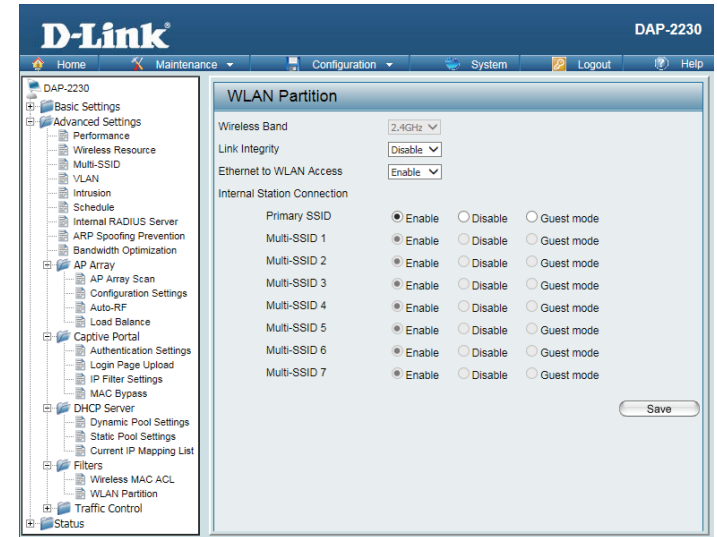 D-Link®
DAP-2230
Home Maintenance Configuration System Logout Help
DAP-2230
Basic Settings
Advanced Settings
Performance
Wireless Resource
Multi-SSID
VLAN
Intrusion
Schedule
Internal RADIUS Server
ARP Spoofing Prevention
Bandwidth Optimization
AP Array
AP Array Scan
Configuration Settings
Auto-RF
Load Balance
Captive Portal
Authentication Settings
Login Page Upload
IP Filter Settings
MAC Bypass
DHCP Server
Dynamic Pool Settings
Static Pool Settings
Current IP Mapping List
Filters
Wireless MAC ACL
WLAN Partition
Traffic Control
Status
WLAN Partition
Wireless Band 2.4GHz
Link Integrity Disable
Ethernet to WLAN Access Enable
Internal Station Connection
Primary SSID Enable Disable Guest mode
Multi-SSID 1 Enable Disable Guest mode
Multi-SSID 2 Enable Disable Guest mode
Multi-SSID 3 Enable Disable Guest mode
Multi-SSID 4 Enable Disable Guest mode
Multi-SSID 5 Enable Disable Guest mode
Multi-SSID 6 Enable Disable Guest mode
Multi-SSID 7 Enable Disable Guest mode
Save